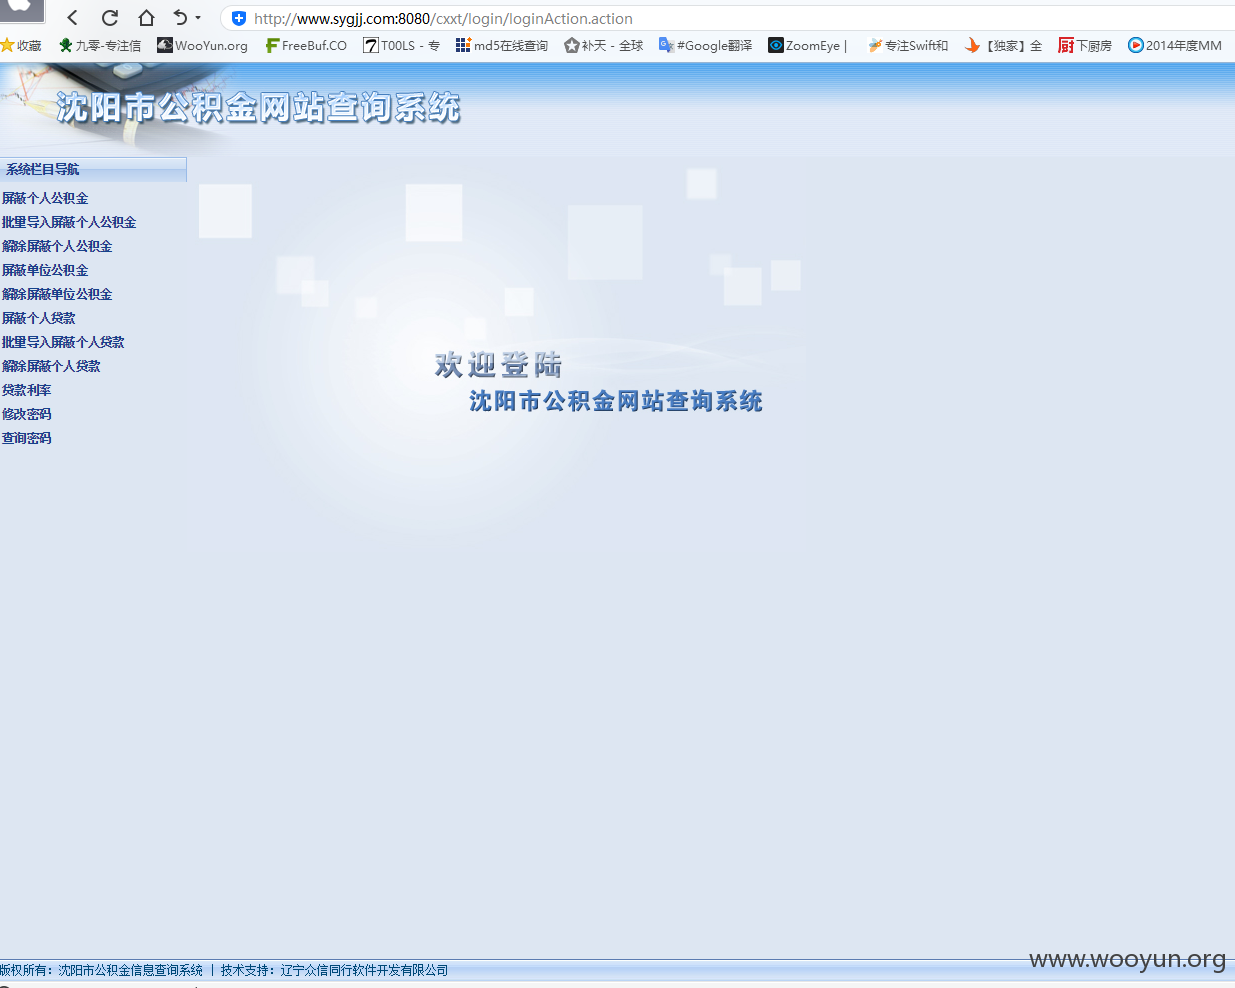 http://www.sygjj.com:8080/cxxt/login/loginAction.action
收藏 九零-专注信 WooYun.org FreeBuf.CO T00LS - 专 md5在线查询 补天 - 全球 #Google翻译 ZoomEye | 专注Swift和 【独家】全 下厨房 2014年度MM
沈阳市公积金网站查询系统
系统栏目导航
屏蔽个人公积金
批量导入屏蔽个人公积金
解除屏蔽个人公积金
屏蔽单位公积金
解除屏蔽单位公积金
屏蔽个人贷款
批量导入屏蔽个人贷款
解除屏蔽个人贷款
贷款利率
修改密码
查询密码
欢迎登陆
沈阳市公积金网站查询系统
www.wooyun.org
版权所有：沈阳市公积金信息查询系统 | 技术支持：辽宁众信同行软件开发有限公司